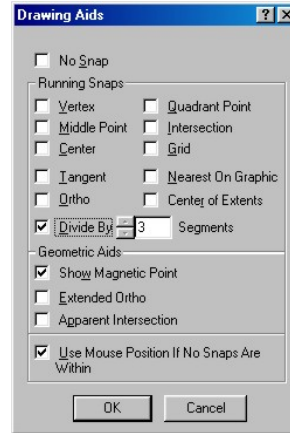 Drawing Aids
No Snap
Running Snaps
Vertex Quadrant Point
Middle Point Intersection
Center Grid
Tangent Nearest On Graphic
Ortho Center of Extents
Divide By 3 Segments
Geometric Aids
Show Magnetic Point
Extended Ortho
Apparent Intersection
Use Mouse Position If No Snaps Are
Within
OK Cancel